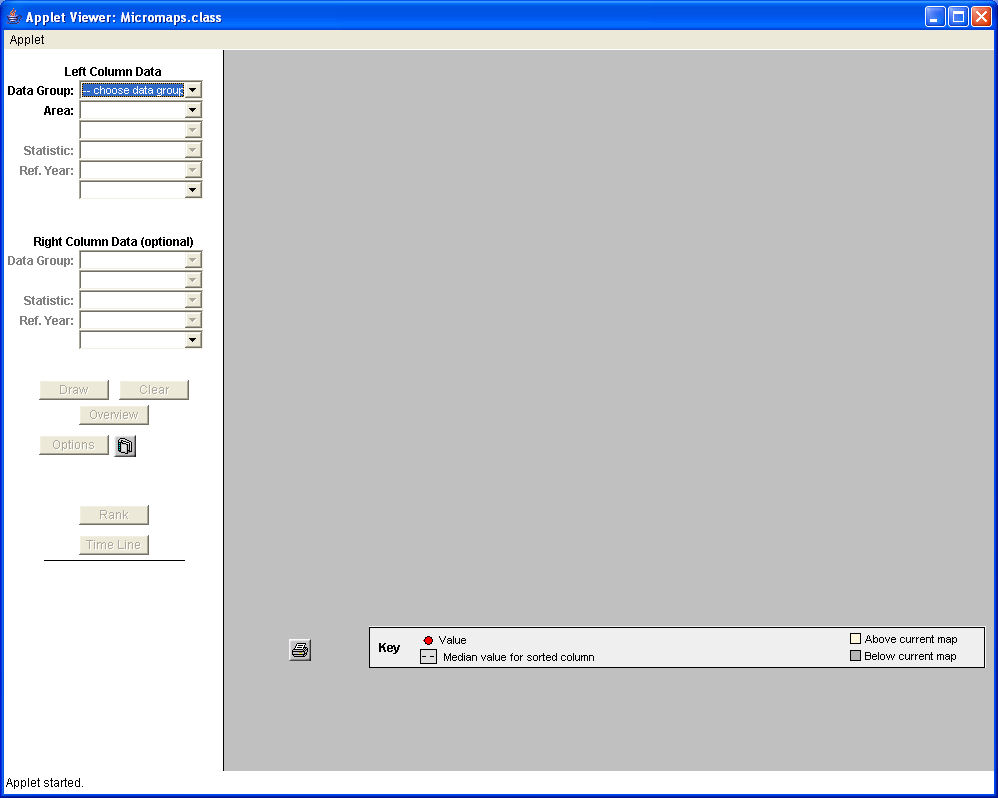 Applet Viewer: Micromaps.class
Applet
Left Column Data
Data Group: -- choose data group
Area:
Statistic:
Ref. Year:
Right Column Data (optional)
Data Group:
Statistic:
Ref. Year:
Draw Clear
Overview
Options
Rank
Time Line
Key
Value
Median value for sorted column
Above current map
Below current map
Applet started.